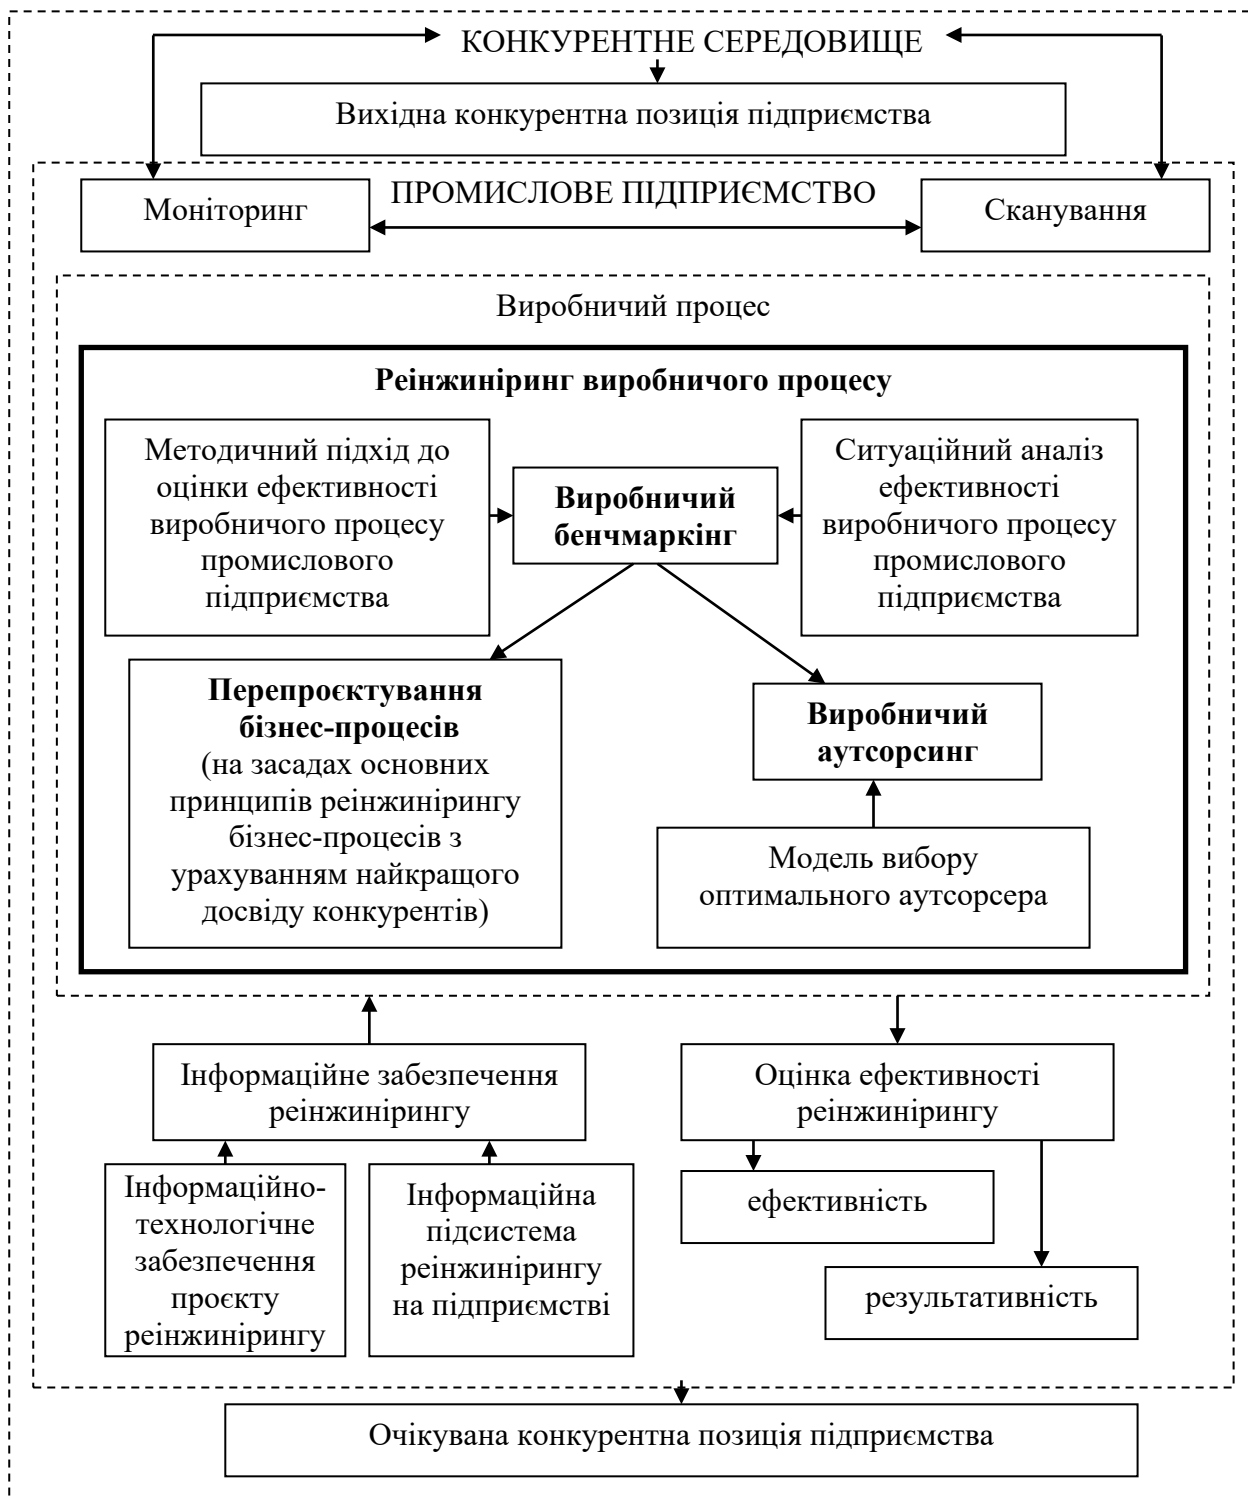 КОНКУРЕНТНЕ СЕРЕДОВИЩЕ
Вихідна конкурентна позиція підприємства
ПРОМИСЛОВЕ ПІДПРИЄМСТВО
Моніторинг
Сканування
Виробничий процес
Реінжиніринг виробничого процесу
Методичний підхід до
оцінки ефективності
виробничого процесу
промислового
підприємства
Виробничий
бенчмаркінг
Ситуаційний аналіз
ефективності
виробничого процесу
промислового
підприємства
Перепроєктування
бізнес-процесів
(на засадах основних
принципів реінжинірингу
бізнес-процесів з
урахуванням найкращого
досвіду конкурентів)
Виробничий
аутсорсинг
Модель вибору
оптимального аутсорсера
Інформаційне забезпечення
реінжинірингу
Оцінка ефективності
реінжинірингу
Інформаційно-
технологічне
забезпечення
проєкту
реінжинірингу
Інформаційна
підсистема
реінжинірингу
на підприємстві
ефективність
результативність
Очікувана конкурентна позиція підприємства